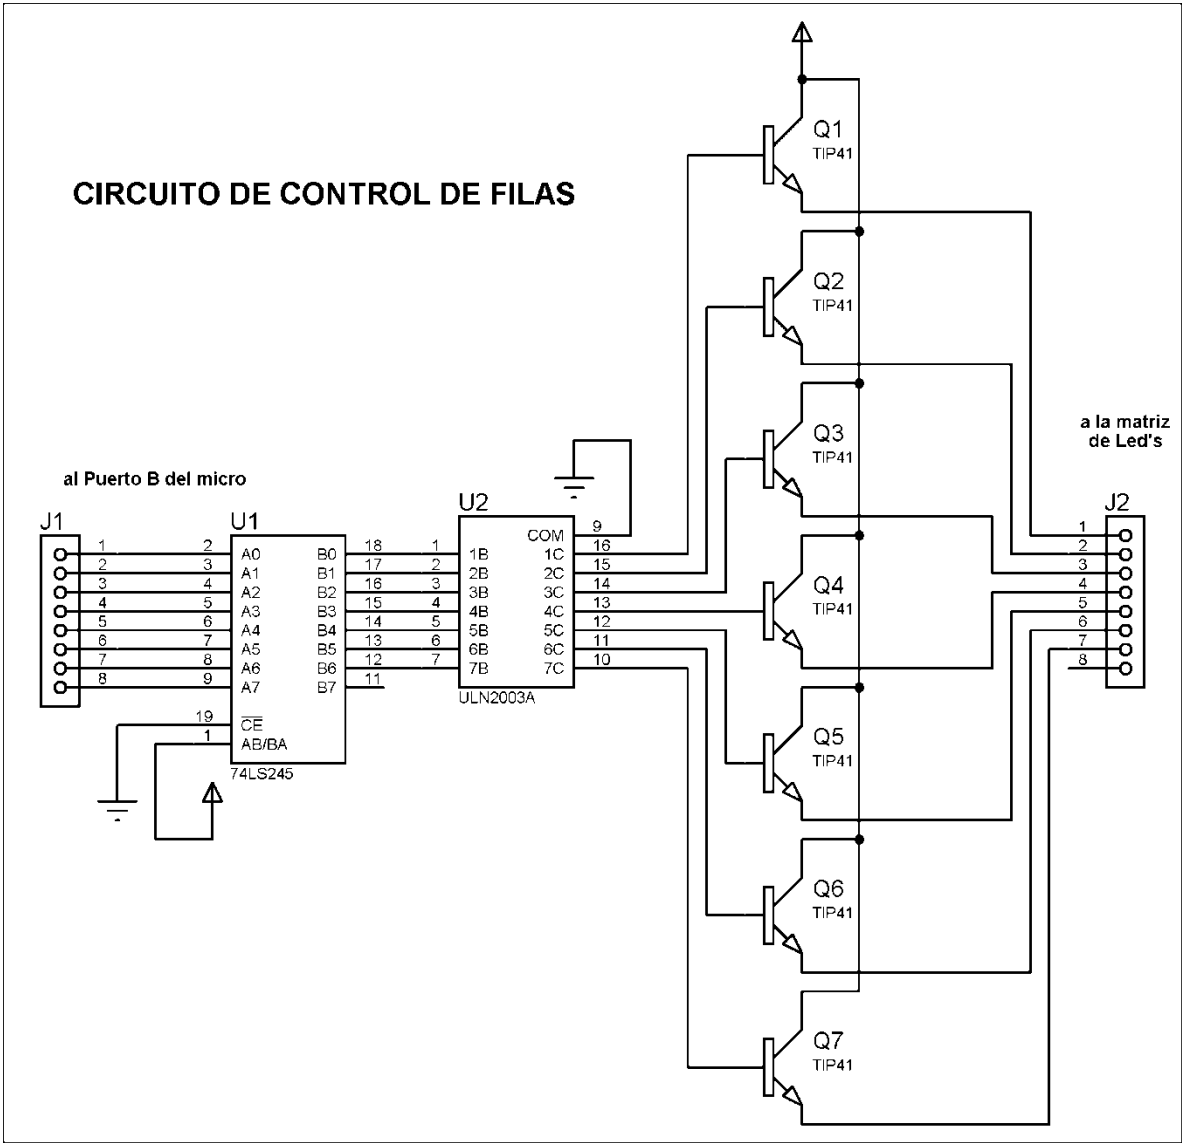 CIRCUITO DE CONTROL DE FILAS
Q1
TIP41
Q2
TIP41
Q3
TIP41
Q4
TIP41
Q5
TIP41
Q6
TIP41
Q7
TIP41
al Puerto B del micro
J1
1
2
3
4
5
6
7
8
U1
2 A0 B0 18
3 A1 B1 17
4 A2 B2 16
5 A3 B3 15
6 A4 B4 14
7 A5 B5 13
8 A6 B6 12
9 A7 B7 11
19 CE
1 AB/BA
74LS245
U2
COM 9
1 1B 1C 16
2 2B 2C 15
3 3B 3C 14
4 4B 4C 13
5 5B 5C 12
6 6B 6C 11
7 7B 7C 10
ULN2003A
a la matriz
de Led's
J2
1
2
3
4
5
6
7
8